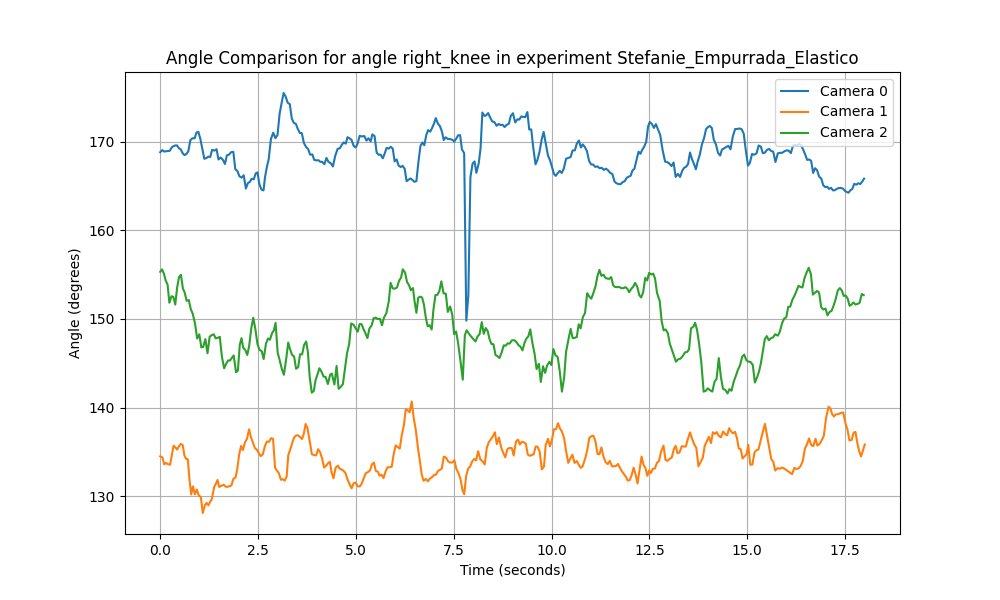 Angle Comparison for angle right_knee in experiment Stefanie_Empurrada_Elastico
Camera 0
Camera 1
Camera 2
170
160
150
140
130
Angle (degrees)
0.0 2.5 5.0 7.5 10.0 12.5 15.0 17.5
Time (seconds)